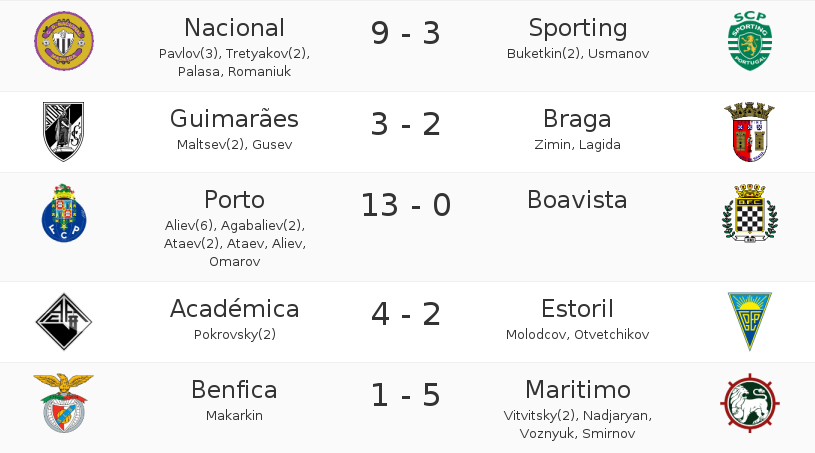 Nacional
9 - 3
Sporting
Pavlov(3), Tretyakov(2),
Palasa, Romaniuk
Buketkin(2), Usmanov
SCP
SPORTING
PORTUGAL
Guimarães
3 - 2
Braga
Maltsev(2), Gusev
Zimin, Lagida
Porto
13 - 0
Boavista
Aliev(6), Agabaliev(2),
Ataev(2), Ataev, Aliev,
Omarov
FCP
BFC
Académica
4 - 2
Estoril
Pokrovsky(2)
Molodcov, Otvetchikov
Benfica
1 - 5
Maritimo
Makarkin
Vitvitsky(2), Nadjaryan,
Voznyuk, Smirnov